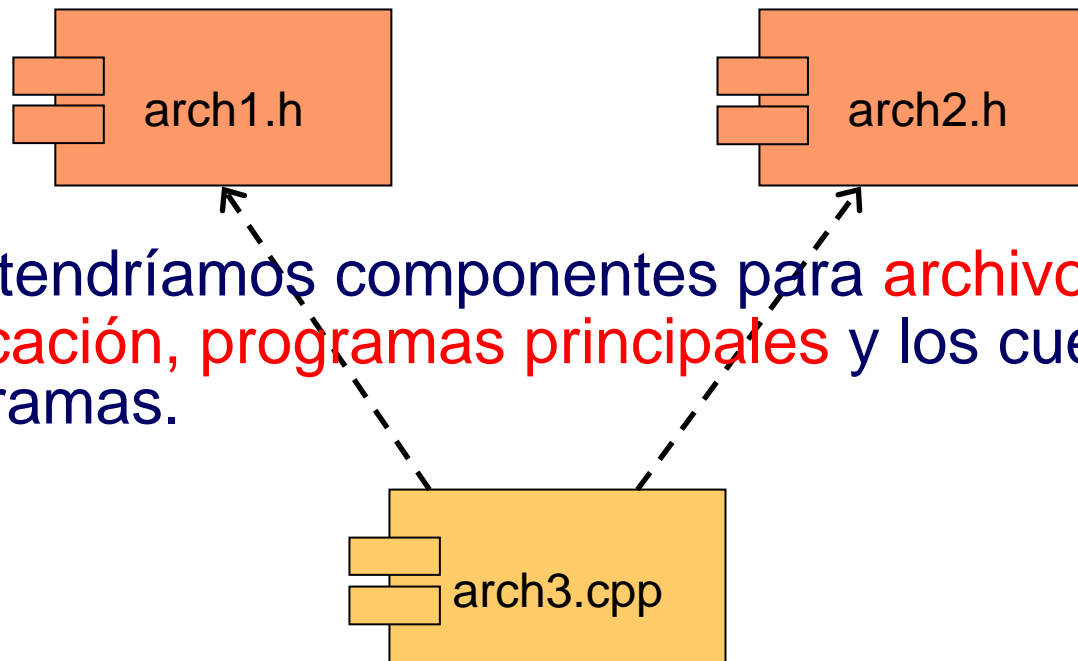 arch1.h arch2.h
tendríamos componentes para archivo
cación, programas principales y los cue
ramas.
arch3.cpp